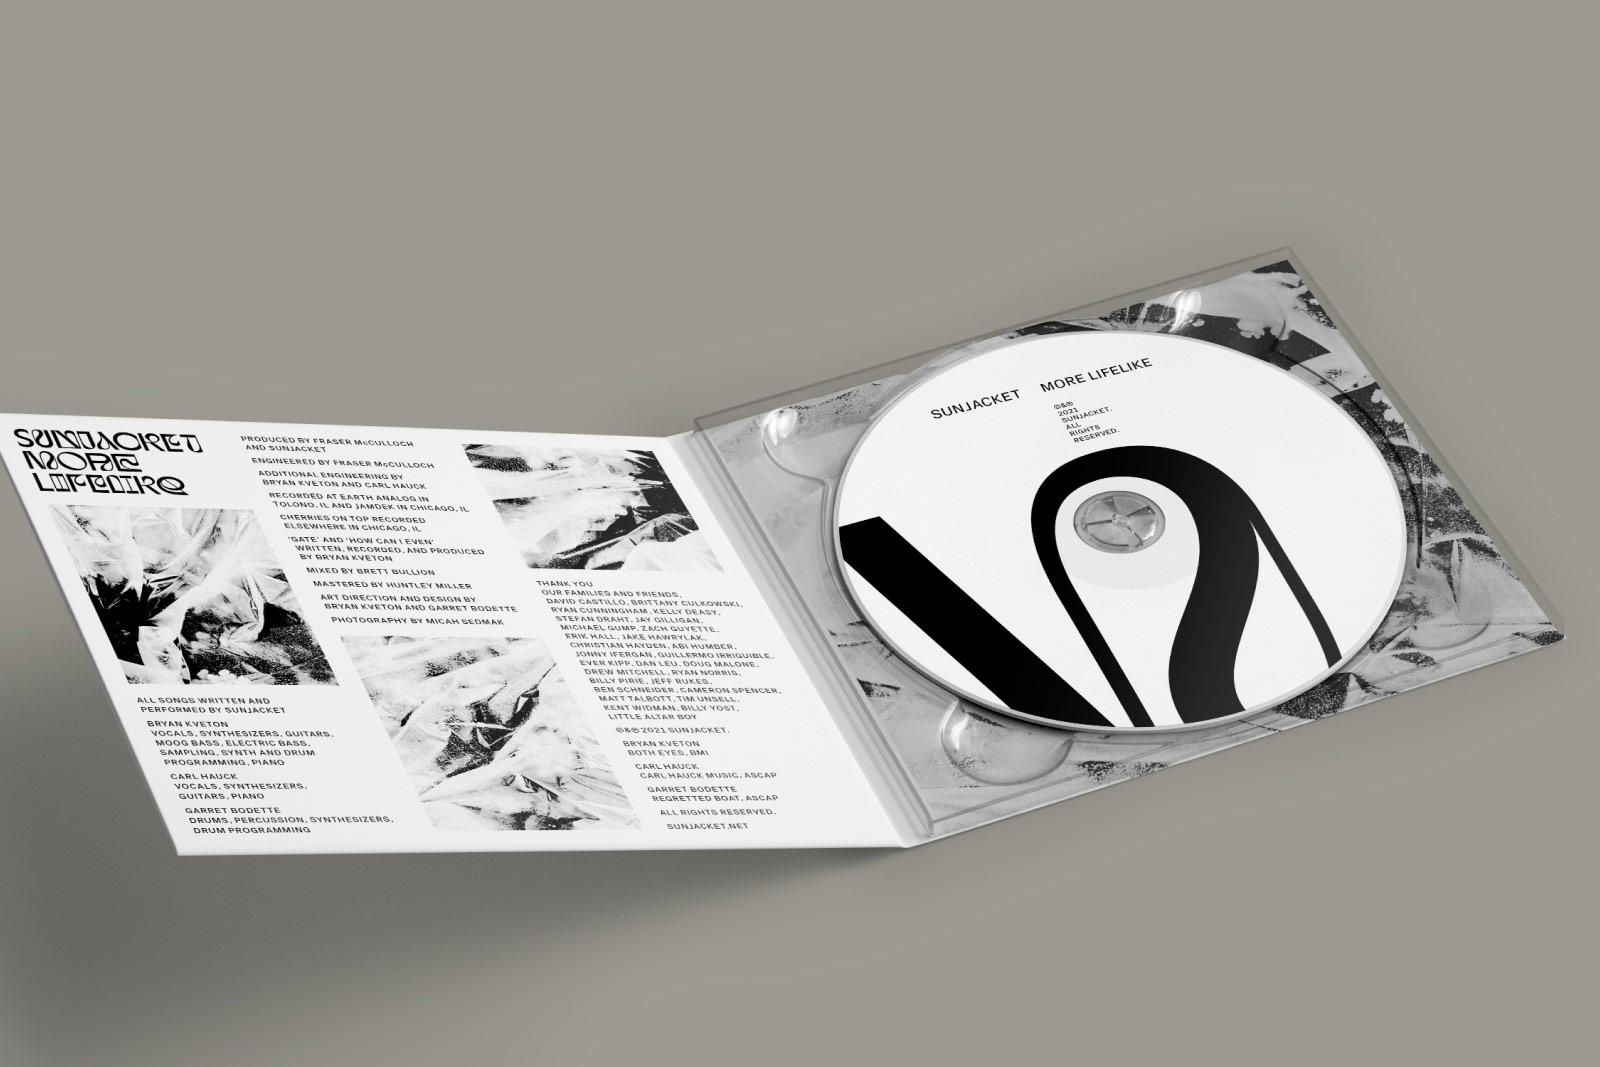 SUNJACKET
MORE
LIFELIKE
ALL SONGS WRITTEN AND
PERFORMED BY SUNJACKET
BRYAN KVETON
VOCALS, SYNTHESIZERS, GUITARS,
MOOG BASS, ELECTRIC BASS,
SAMPLING, SYNTH AND DRUM
PROGRAMMING, PIANO
CARL HAUCK
VOCALS, SYNTHESIZERS,
GUITARS, PIANO
GARRET BODETTE
DRUMS, PERCUSSION, SYNTHESIZERS,
DRUM PROGRAMMING
PRODUCED BY FRASER McCULLOCH
AND SUNJACKET
ENGINEERED BY FRASER McCULLOCH
ADDITIONAL ENGINEERING BY
BRYAN KVETON AND CARL HAUCK
RECORDED AT EARTH ANALOG IN
TOLONO, IL AND JAMDEK IN CHICAGO, IL
CHERRIES ON TOP RECORDED
ELSEWHERE IN CHICAGO, IL
'GATE' AND 'HOW CAN I EVEN'
WRITTEN, RECORDED, AND PRODUCED
BY BRYAN KVETON
MIXED BY BRETT BULLION
MASTERED BY HUNTLEY MILLER
ART DIRECTION AND DESIGN BY
BRYAN KVETON AND GARRET BODETTE
PHOTOGRAPHY BY MICAH SEDMAK
THANK YOU
OUR FAMILIES AND FRIENDS,
DAVID CASTILLO, BRITTANY CULKOWSKI,
RYAN CUNNINGHAM, KELLY DEASY,
STEFAN DRAHT, JAY GILLIGAN,
MICHAEL GUMP, ZACH GUYETTE,
ERIK HALL, JAKE HAWRYLAK,
CHRISTIAN HAYDEN, ABI HUMBER,
JONNY IFERGAN, GUILLERMO IRRIGUIBLE,
EVER KIPP, DAN LEU, DOUG MALONE,
DREW MITCHELL, RYAN NORRIS,
BILLY PIRIE, JEFF RUKES,
BEN SCHNEIDER, CAMERON SPENCER,
MATT TALBOTT, TIM UNSELL,
KENT WIDMAN, BILLY YOST,
LITTLE ALTAR BOY
©&℗ 2021 SUNJACKET.
BRYAN KVETON
BOTH EYES, BMI
CARL HAUCK
CARL HAUCK MUSIC, ASCAP
GARRET BODETTE
REGRETTED BOAT, ASCAP
ALL RIGHTS RESERVED.
SUNJACKET.NET
SUNJACKET MORE LIFELIKE
©&℗
2021
SUNJACKET.
ALL
RIGHTS
RESERVED.